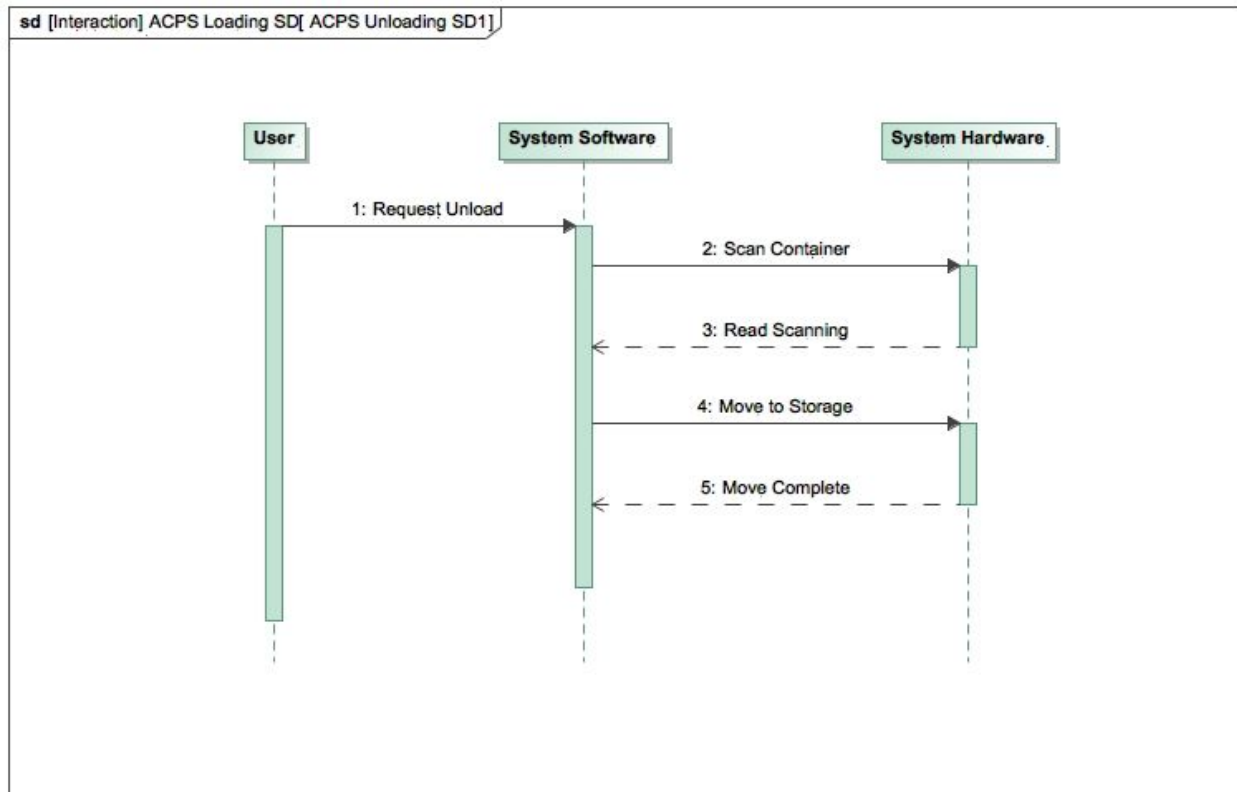 sd [Interaction] ACPS Loading SD[ ACPS Unloading SD1]
User
System Software
System Hardware
1: Request Unload
2: Scan Container
3: Read Scanning
4: Move to Storage
5: Move Complete